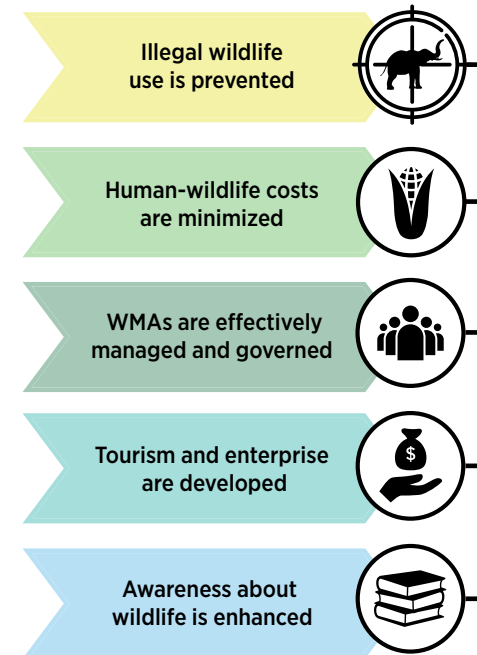 Illegal wildlife
use is prevented
Human-wildlife costs
are minimized
WMAs are effectively
managed and governed
Tourism and enterprise
are developed
$
Awareness about
wildlife is enhanced